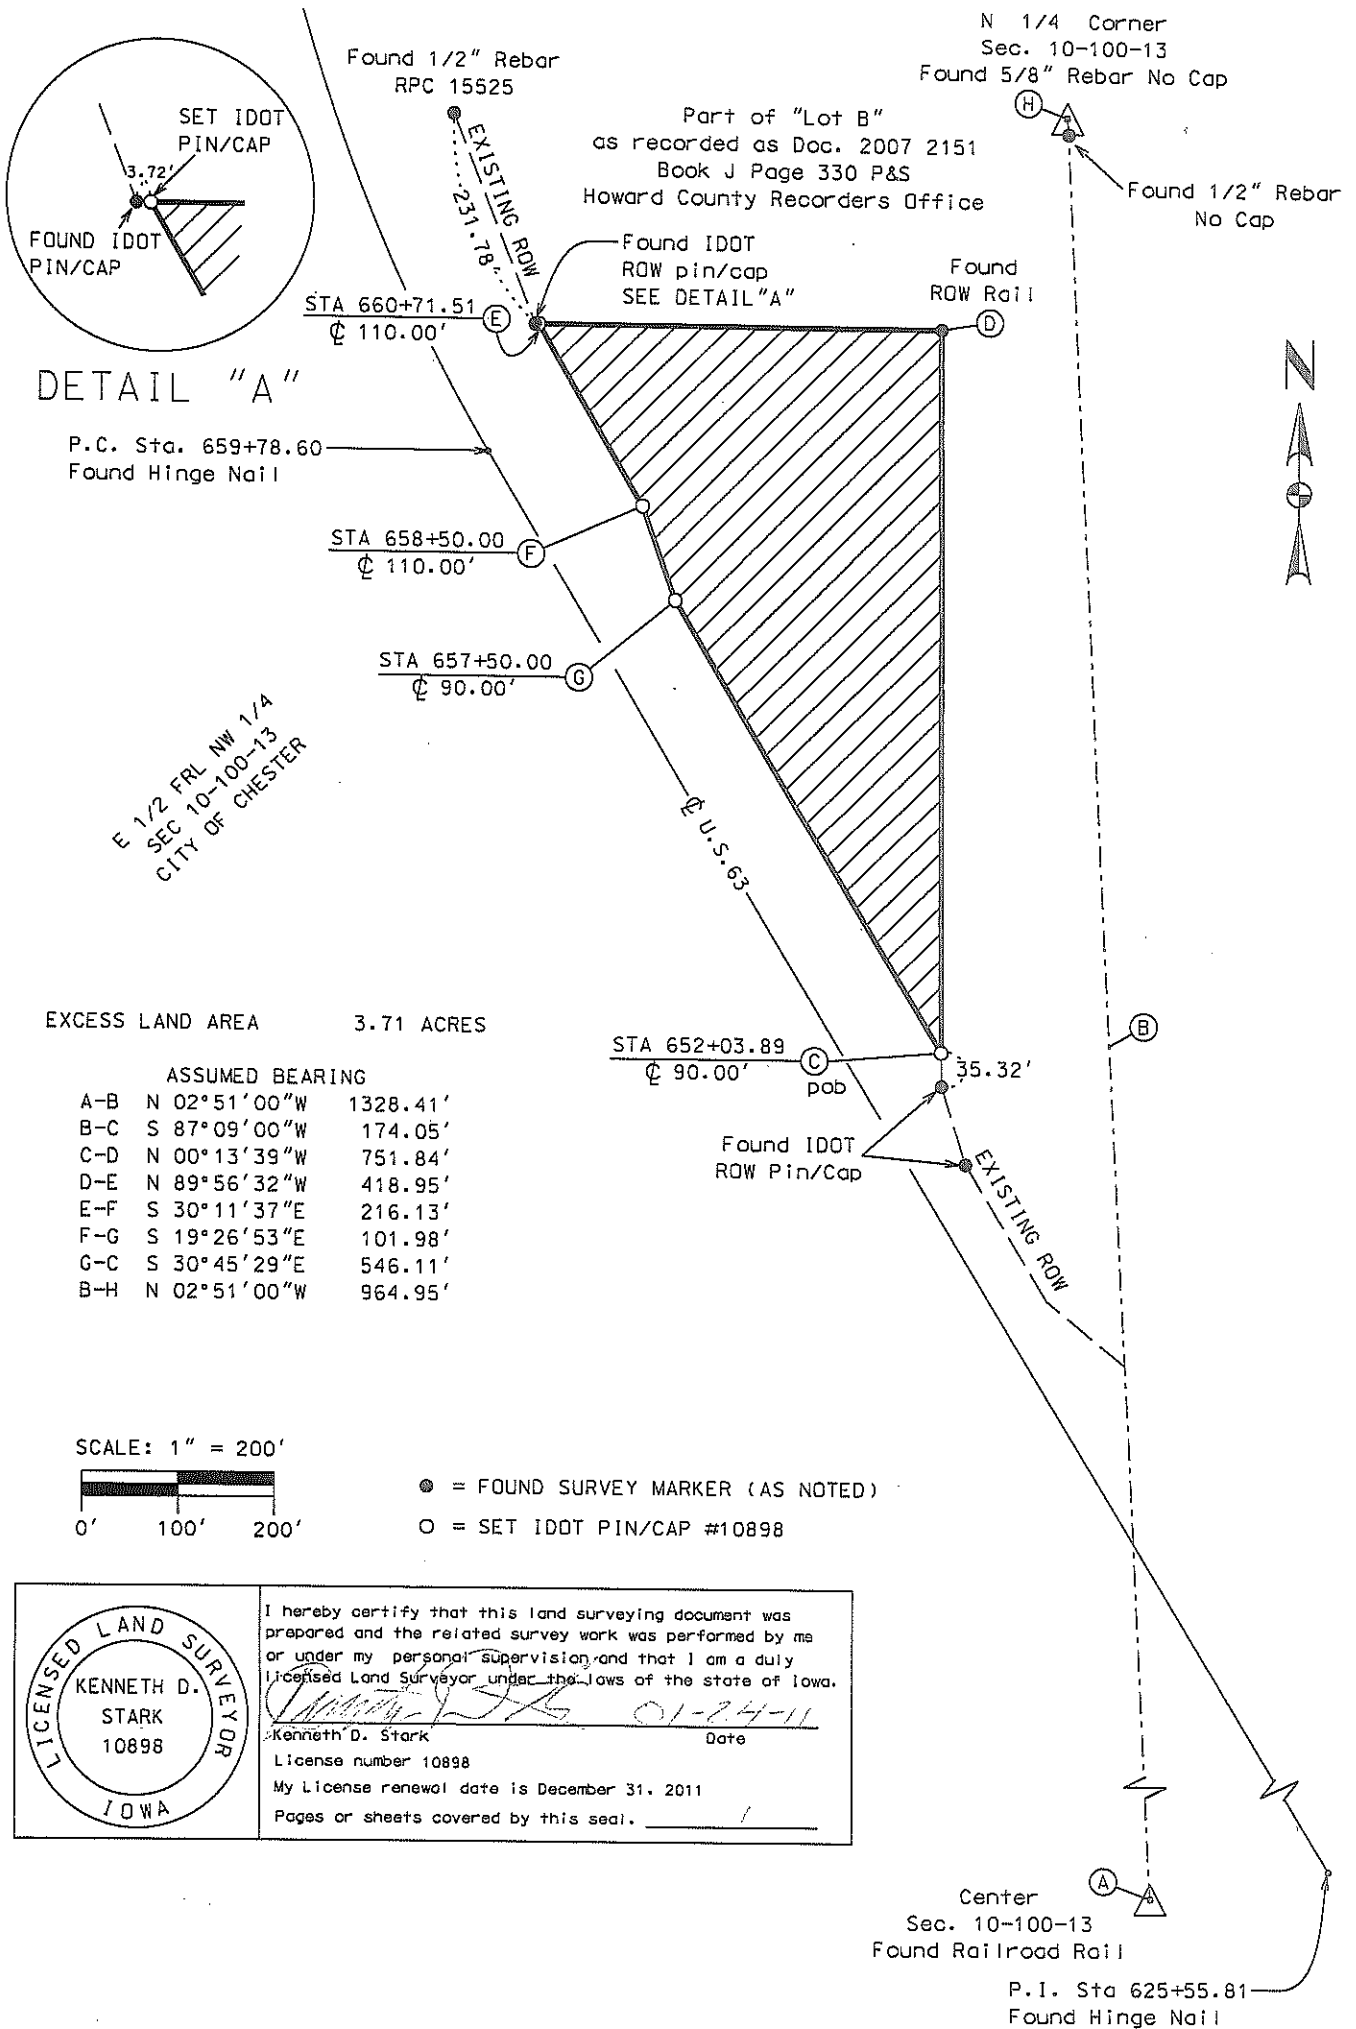 N 1/4 Corner
Sec. 10-100-13
Found 5/8" Rebar No Cap
H
Found 1/2" Rebar
No Cap
Found 1/2" Rebar
RPC 15525
EXISTING ROW
231.78'
Part of "Lot B"
as recorded as Doc. 2007 2151
Book J Page 330 P&S
Howard County Recorders Office
SET IDOT
PIN/CAP
3.72'
FOUND IDOT
PIN/CAP
DETAIL "A"
Found IDOT
ROW pin/cap
SEE DETAIL "A"
Found
ROW Rail
D
STA 660+71.51
℄ 110.00'
E
N
P.C. Sta. 659+78.60
Found Hinge Nail
STA 658+50.00
℄ 110.00'
F
STA 657+50.00
℄ 90.00'
G
E 1/2 FRL NW 1/4
SEC 10-100-13
CITY OF CHESTER
℄ U.S.63
EXCESS LAND AREA 3.71 ACRES
STA 652+03.89
℄ 90.00'
C
pob
35.32'
B
Found IDOT
ROW Pin/Cap
EXISTING ROW
ASSUMED BEARING
A-B N 02°51'00"W 1328.41'
B-C S 87°09'00"W 174.05'
C-D N 00°13'39"W 751.84'
D-E N 89°56'32"W 418.95'
E-F S 30°11'37"E 216.13'
F-G S 19°26'53"E 101.98'
G-C S 30°45'29"E 546.11'
B-H N 02°51'00"W 964.95'
SCALE: 1" = 200'
0' 100' 200'
● = FOUND SURVEY MARKER (AS NOTED)
O = SET IDOT PIN/CAP #10898
LICENSED LAND SURVEYOR
KENNETH D.
STARK
10898
IOWA
I hereby certify that this land surveying document was
prepared and the related survey work was performed by me
or under my personal supervision and that I am a duly
licensed Land Surveyor under the laws of the state of Iowa.
01-24-11
Kenneth D. Stark Date
License number 10898
My License renewal date is December 31. 2011
Pages or sheets covered by this seal. 1
A
Center
Sec. 10-100-13
Found Railroad Rail
P.I. Sta 625+55.81
Found Hinge Nail